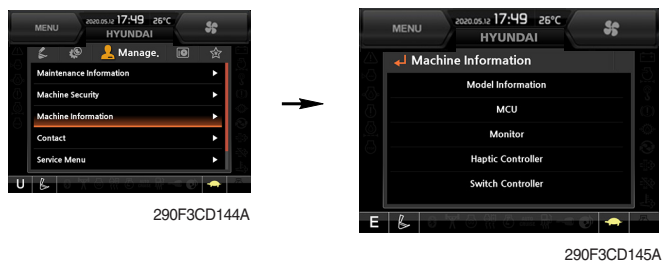 MENU
2020.05.12 17:49 26°C
HYUNDAI
Manage.
Maintenance Information
Machine Security
Machine Information
Contact
Service Menu
U
290F3CD144A
MENU
2020.05.12 17:49 26°C
HYUNDAI
Machine Information
Model Information
MCU
Monitor
Haptic Controller
Switch Controller
E
290F3CD145A